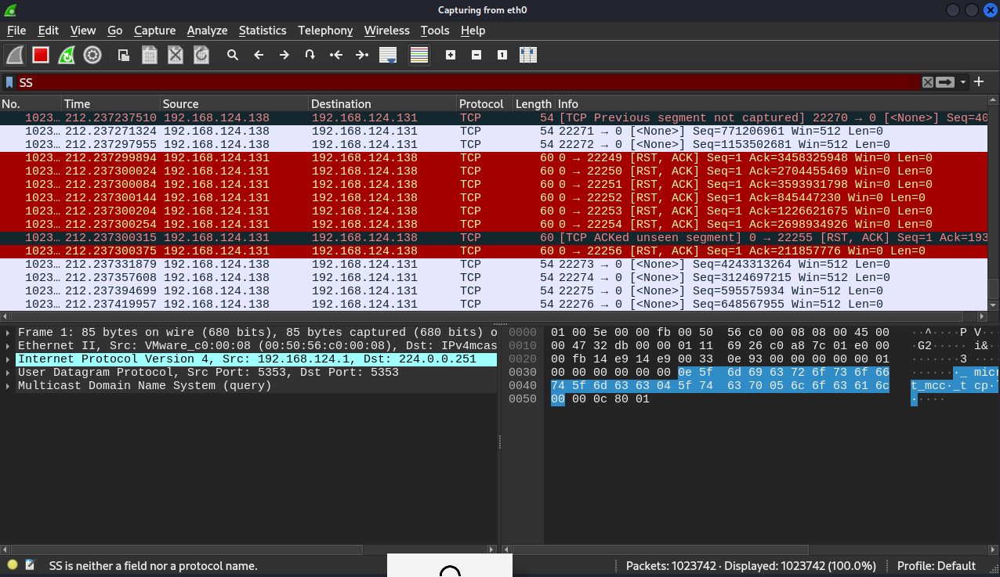 Capturing from eth0
File Edit View Go Capture Analyze Statistics Telephony Wireless Tools Help
SS
No. Time Source Destination Protocol Length Info
1023… 212.237237510 192.168.124.138 192.168.124.131 TCP 54 [TCP Previous segment not captured] 22270 → 0 [<None>] Seq=40
1023… 212.237271324 192.168.124.138 192.168.124.131 TCP 54 22271 → 0 [<None>] Seq=771206961 Win=512 Len=0
1023… 212.237297955 192.168.124.138 192.168.124.131 TCP 54 22272 → 0 [<None>] Seq=1153502681 Win=512 Len=0
1023… 212.237299894 192.168.124.131 192.168.124.138 TCP 60 0 → 22249 [RST, ACK] Seq=1 Ack=3458325948 Win=0 Len=0
1023… 212.237300024 192.168.124.131 192.168.124.138 TCP 60 0 → 22250 [RST, ACK] Seq=1 Ack=2704455469 Win=0 Len=0
1023… 212.237300084 192.168.124.131 192.168.124.138 TCP 60 0 → 22251 [RST, ACK] Seq=1 Ack=3593931798 Win=0 Len=0
1023… 212.237300144 192.168.124.131 192.168.124.138 TCP 60 0 → 22252 [RST, ACK] Seq=1 Ack=845447230 Win=0 Len=0
1023… 212.237300204 192.168.124.131 192.168.124.138 TCP 60 0 → 22253 [RST, ACK] Seq=1 Ack=1226621675 Win=0 Len=0
1023… 212.237300254 192.168.124.131 192.168.124.138 TCP 60 0 → 22254 [RST, ACK] Seq=1 Ack=2698934926 Win=0 Len=0
1023… 212.237300315 192.168.124.131 192.168.124.138 TCP 60 [TCP ACKed unseen segment] 0 → 22255 [RST, ACK] Seq=1 Ack=193
1023… 212.237300375 192.168.124.131 192.168.124.138 TCP 60 0 → 22256 [RST, ACK] Seq=1 Ack=211857776 Win=0 Len=0
1023… 212.237331879 192.168.124.138 192.168.124.131 TCP 54 22273 → 0 [<None>] Seq=4243313264 Win=512 Len=0
1023… 212.237357608 192.168.124.138 192.168.124.131 TCP 54 22274 → 0 [<None>] Seq=3124697215 Win=512 Len=0
1023… 212.237394699 192.168.124.138 192.168.124.131 TCP 54 22275 → 0 [<None>] Seq=595575934 Win=512 Len=0
1023… 212.237419957 192.168.124.138 192.168.124.131 TCP 54 22276 → 0 [<None>] Seq=648567955 Win=512 Len=0
Frame 1: 85 bytes on wire (680 bits), 85 bytes captured (680 bits) o
Ethernet II, Src: VMware_c0:00:08 (00:50:56:c0:00:08), Dst: IPv4mcas
Internet Protocol Version 4, Src: 192.168.124.1, Dst: 224.0.0.251
User Datagram Protocol, Src Port: 5353, Dst Port: 5353
Multicast Domain Name System (query)
0000 01 00 5e 00 00 fb 00 50 56 c0 00 08 08 00 45 00 ··^····P V·
0010 00 47 32 db 00 00 01 11 69 26 c0 a8 7c 01 e0 00 ·G2····· i&·
0020 00 fb 14 e9 14 e9 00 33 0e 93 00 00 00 00 00 01 ·······3 ····
0030 00 00 00 00 00 00 0e 5f 6d 69 63 72 6f 73 6f 66 ·······_ micr
0040 74 5f 6d 63 63 04 5f 74 63 70 05 6c 6f 63 61 6c t_mcc·_t cp·l
0050 00 00 0c 80 01 ·····
SS is neither a field nor a protocol name.
Packets: 1023742 · Displayed: 1023742 (100.0%)
Profile: Default